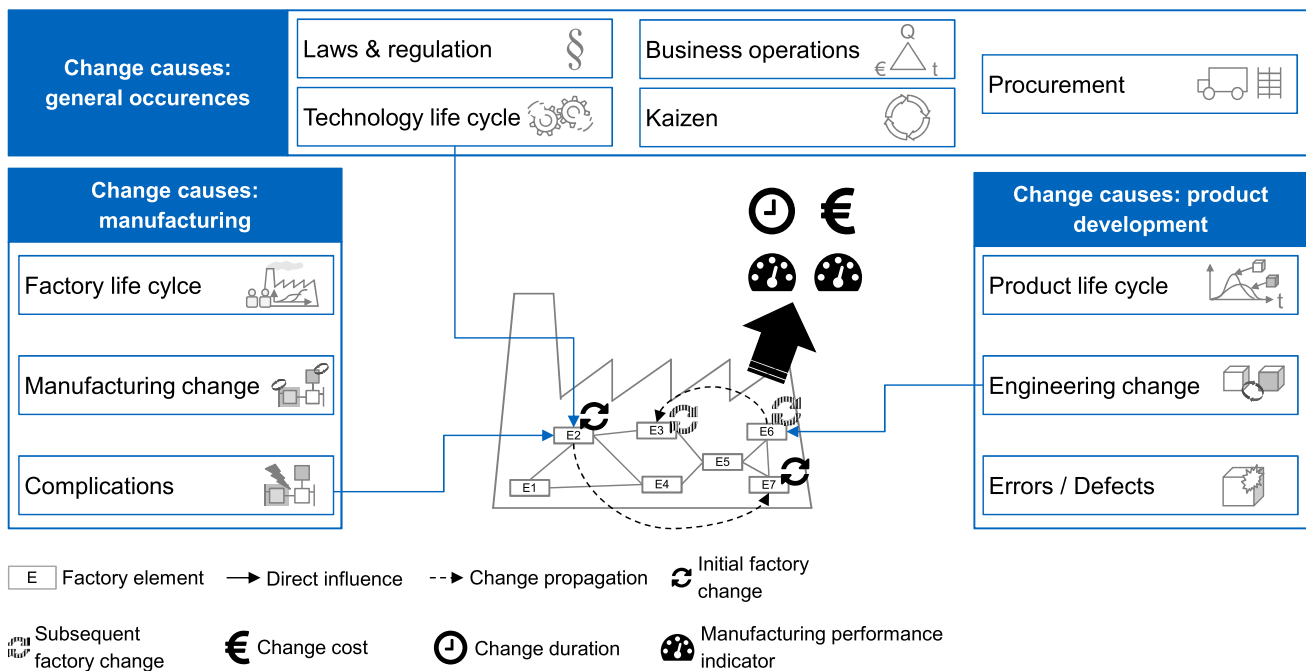 Change causes:
general occurences
Laws & regulation
§
Technology life cycle
Business operations
Q
€ t
Kaizen
Procurement
Change causes:
manufacturing
Factory life cylce
Manufacturing change
Complications
Change causes: product
development
Product life cycle
t
Engineering change
Errors / Defects
€
E2
E3
E6
E5
E1
E4
E7
E Factory element
Direct influence
Change propagation
Initial factory
change
Subsequent
factory change
€ Change cost
Change duration
Manufacturing performance
indicator